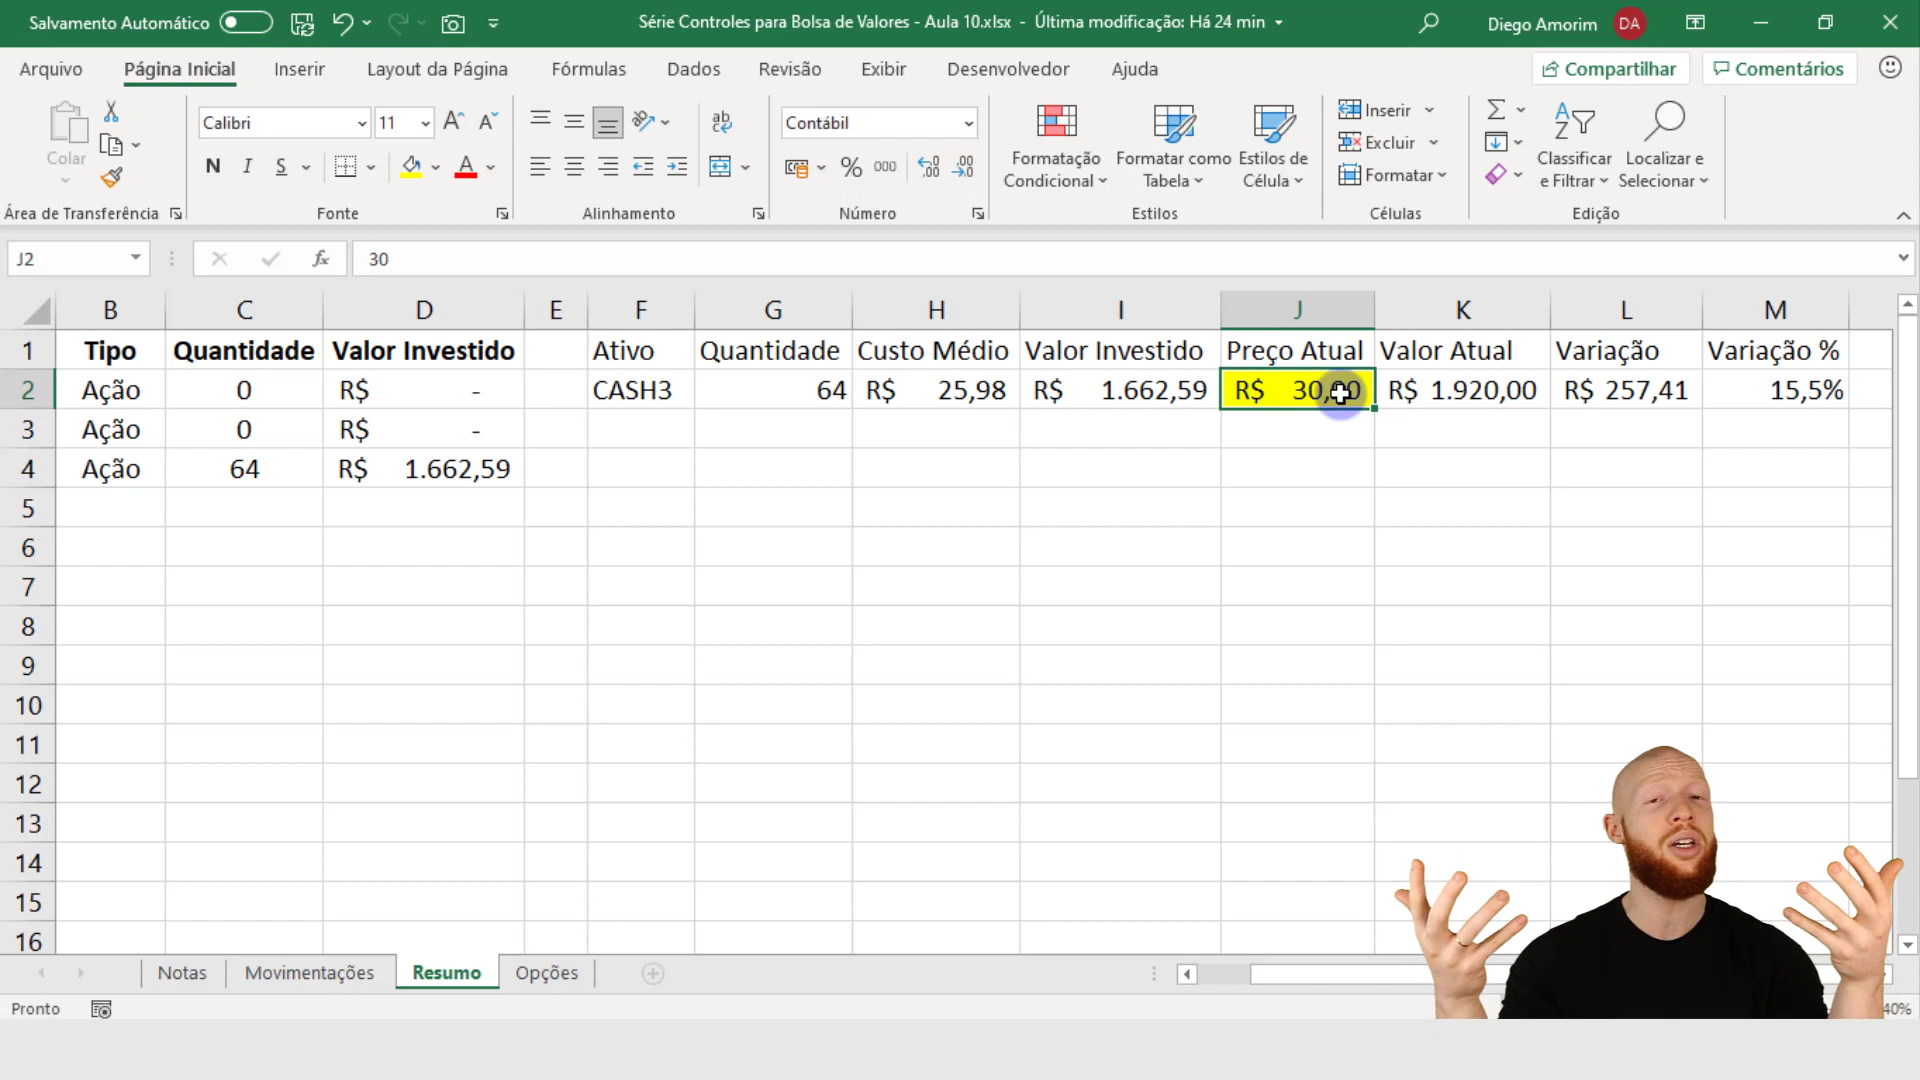 Salvamento Automático
Série Controles para Bolsa de Valores - Aula 10.xlsx - Última modificação: Há 24 min
Diego Amorim DA
Arquivo Página Inicial Inserir Layout da Página Fórmulas Dados Revisão Exibir Desenvolvedor Ajuda
Compartilhar Comentários
Colar
Área de Transferência
Calibri 11
N I S
Fonte
ab
Alinhamento
Contábil
% 000
Número
Formatação Condicional
Formatar como Tabela
Estilos de Célula
Estilos
Inserir
Excluir
Formatar
Células
Classificar e Filtrar
Localizar e Selecionar
Edição
J2 fx 30
B C D E F G H I J K L M
1 Tipo Quantidade Valor Investido Ativo Quantidade Custo Médio Valor Investido Preço Atual Valor Atual Variação Variação %
2 Ação 0 R$ - CASH3 64 R$ 25,98 R$ 1.662,59 R$ 30,00 R$ 1.920,00 R$ 257,41 15,5%
3 Ação 0 R$ -
4 Ação 64 R$ 1.662,59
5
6
7
8
9
10
11
12
13
14
15
16
Notas Movimentações Resumo Opções
Pronto